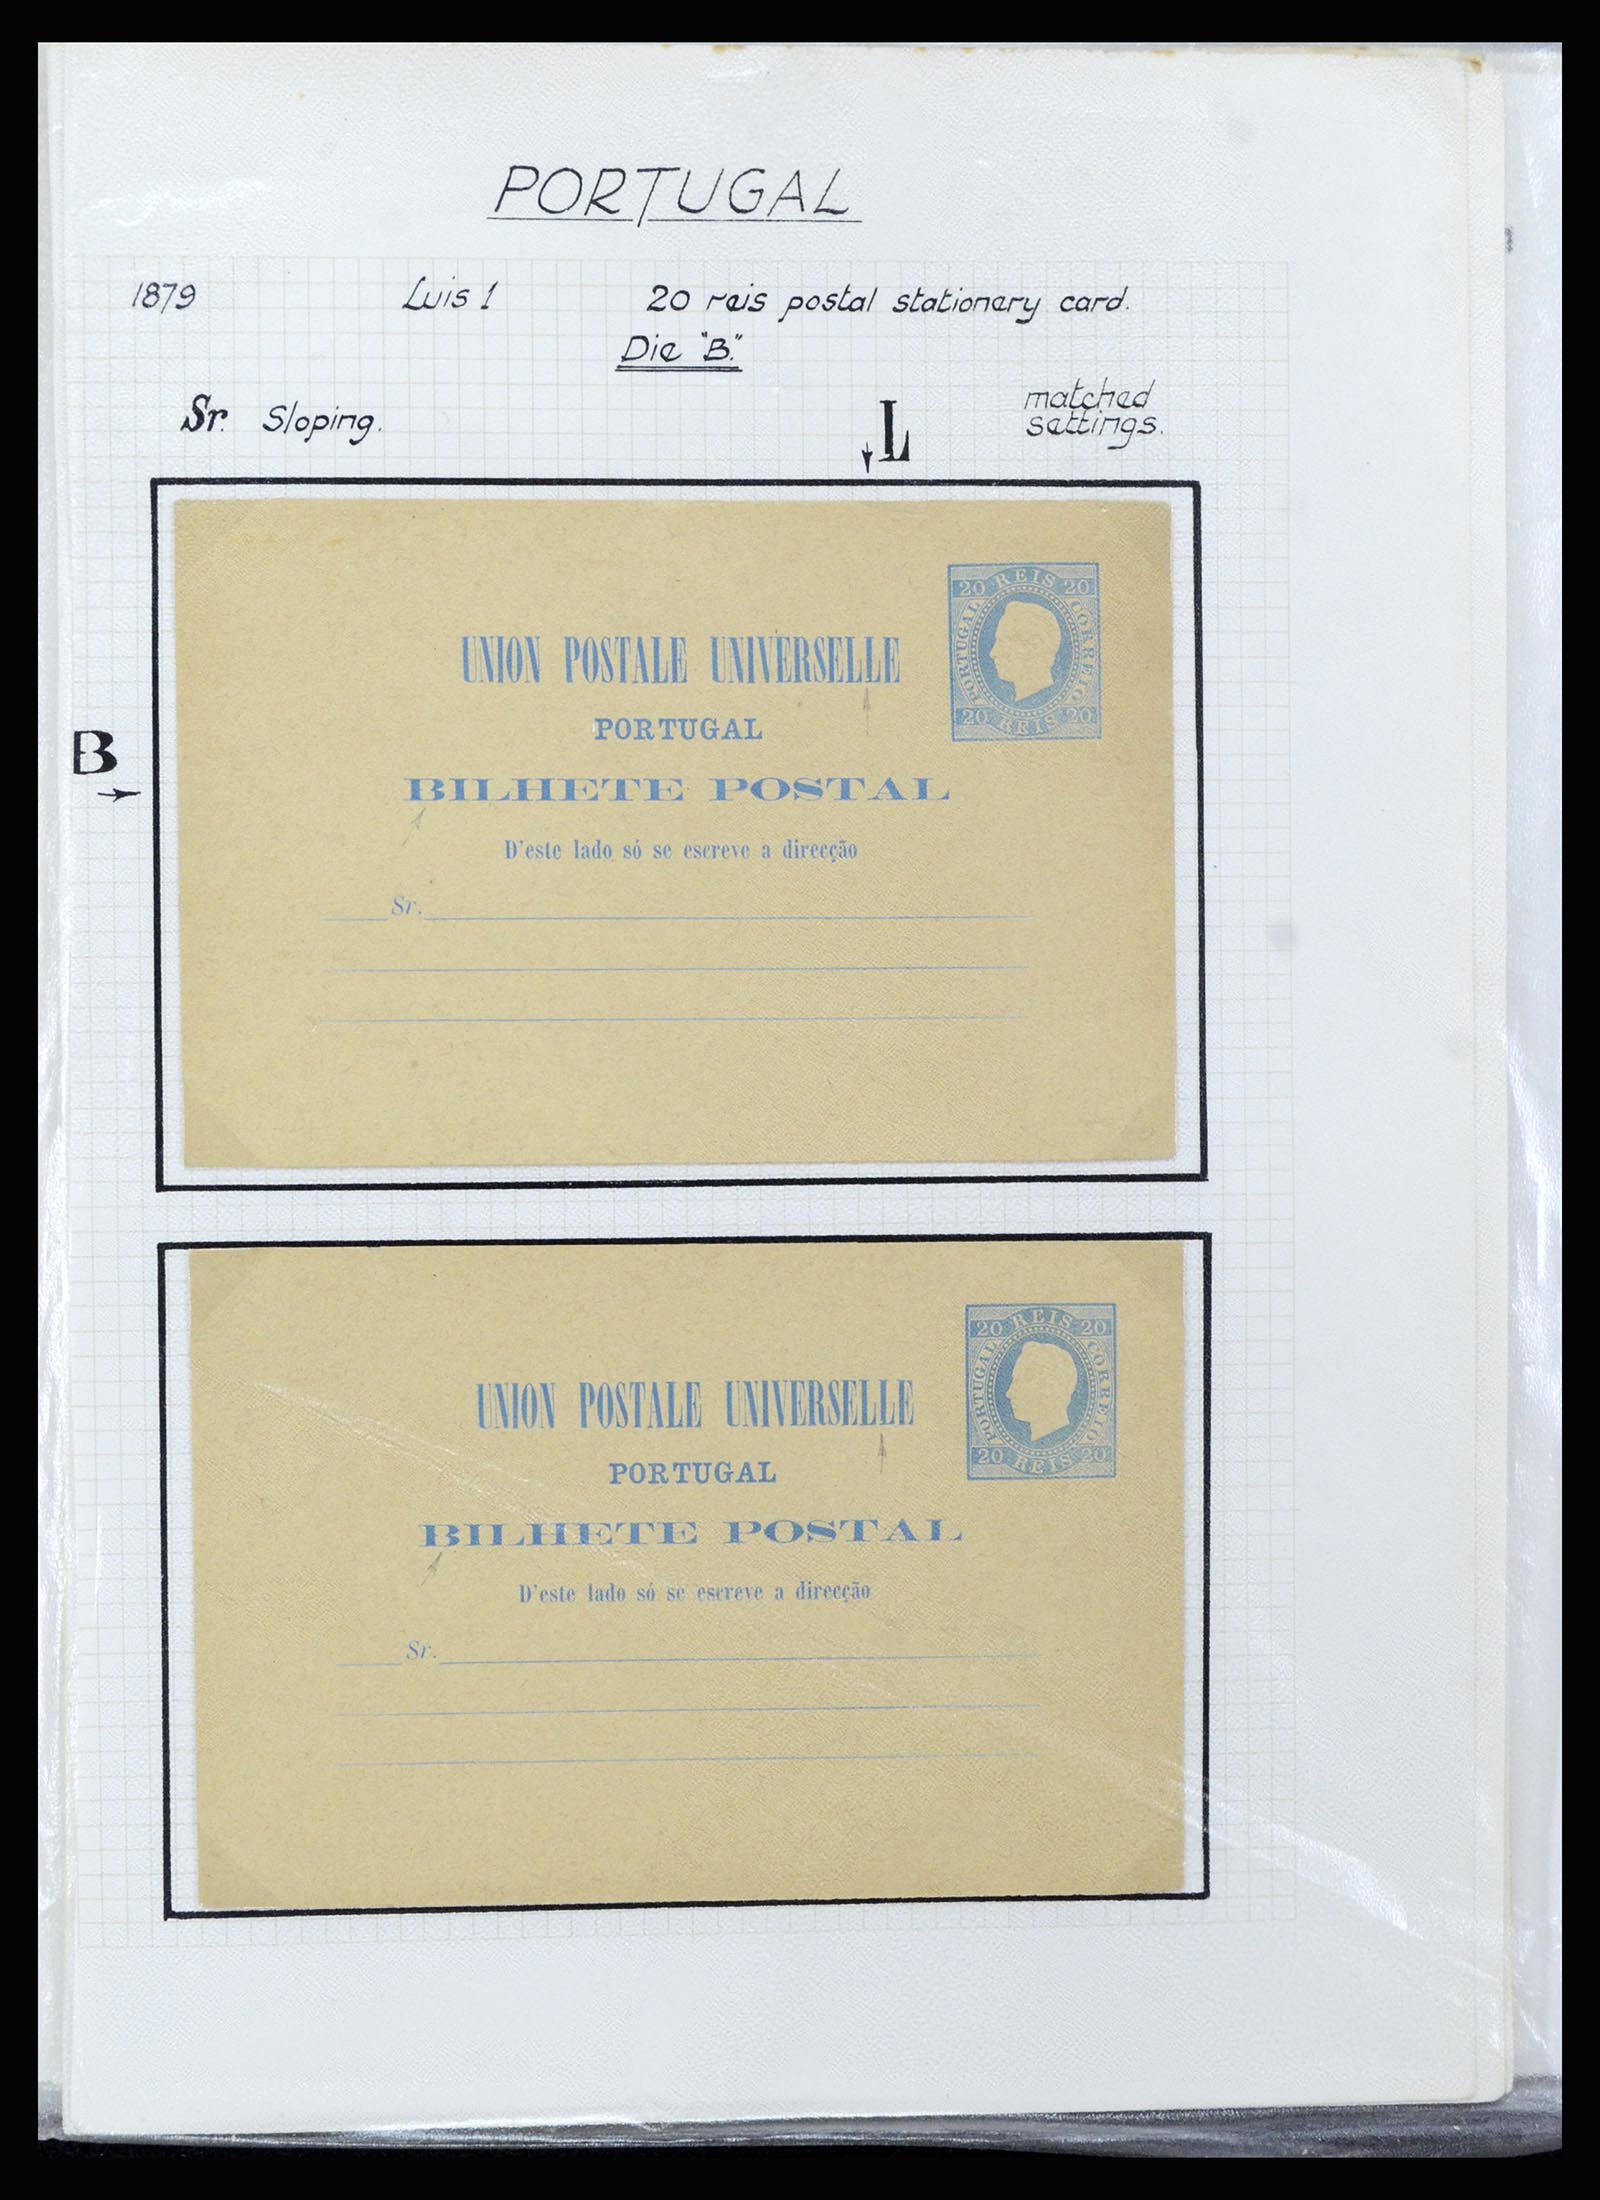 PORTUGAL
1879 Luis 1 20 reis postal stationery card.
Die "B."
Sr. Sloping. L matched settings.
20 REIS 20
PORTUGAL CORREIO
20 REIS 20
UNION POSTALE UNIVERSELLE
PORTUGAL
B
BILHETE POSTAL
D'este lado só se escreve a direcção
Sr.
20 REIS 20
PORTUGAL CORREIO
20 REIS 20
UNION POSTALE UNIVERSELLE
PORTUGAL
BILHETE POSTAL
D'este lado só se escreve a direcção
Sr.